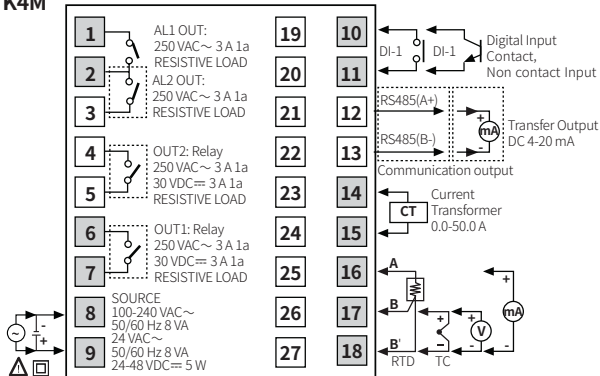 K4M
1
2
3
4
5
6
7
8
9
AL1 OUT:
250 VAC∼ 3 A 1a
RESISTIVE LOAD
AL2 OUT:
250 VAC∼ 3 A 1a
RESISTIVE LOAD
OUT2: Relay
250 VAC∼ 3 A 1a
30 VDC⎓ 3 A 1a
RESISTIVE LOAD
OUT1: Relay
250 VAC∼ 3 A 1a
30 VDC⎓ 3 A 1a
RESISTIVE LOAD
SOURCE
100-240 VAC∼
50/60 Hz 8 VA
24 VAC∼
50/60 Hz 8 VA
24-48 VDC⎓ 5 W
∼
-
+
19
20
21
22
23
24
25
26
27
10
11
12
13
14
15
16
17
18
DI-1
DI-1
Digital Input
Contact,
Non contact Input
RS485(A+)
RS485(B-)
+
mA
-
Transfer Output
DC 4-20 mA
Communication output
CT
Current
Transformer
0.0-50.0 A
A
B
B'
RTD
+
-
TC
+
V
-
+
mA
-